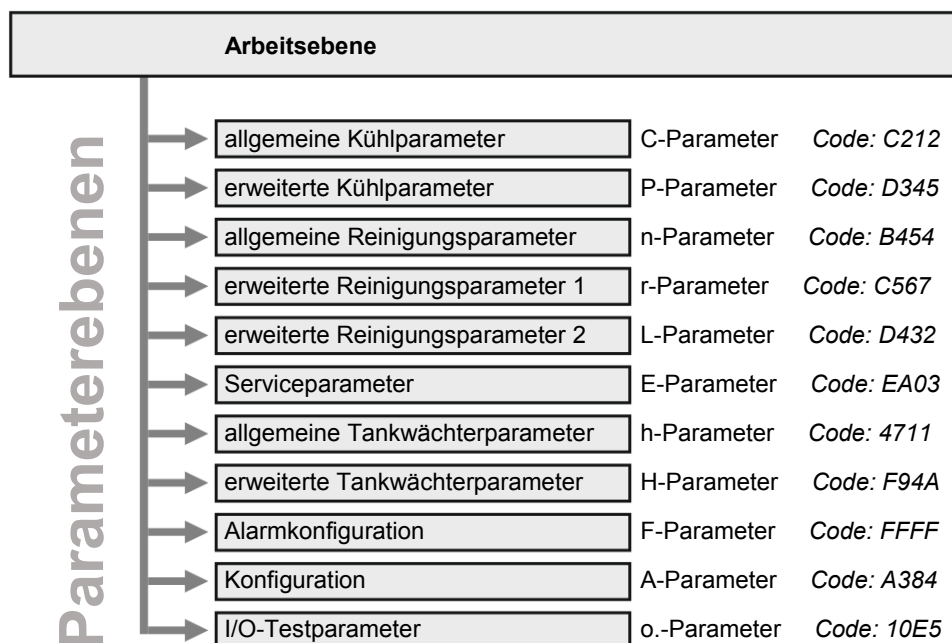 Arbeitsebene
Parameterebenen
allgemeine Kühlparameter C-Parameter Code: C212
erweiterte Kühlparameter P-Parameter Code: D345
allgemeine Reinigungsparameter n-Parameter Code: B454
erweiterte Reinigungsparameter 1 r-Parameter Code: C567
erweiterte Reinigungsparameter 2 L-Parameter Code: D432
Serviceparameter E-Parameter Code: EA03
allgemeine Tankwächterparameter h-Parameter Code: 4711
erweiterte Tankwächterparameter H-Parameter Code: F94A
Alarmkonfiguration F-Parameter Code: FFFF
Konfiguration A-Parameter Code: A384
I/O-Testparameter o.-Parameter Code: 10E5